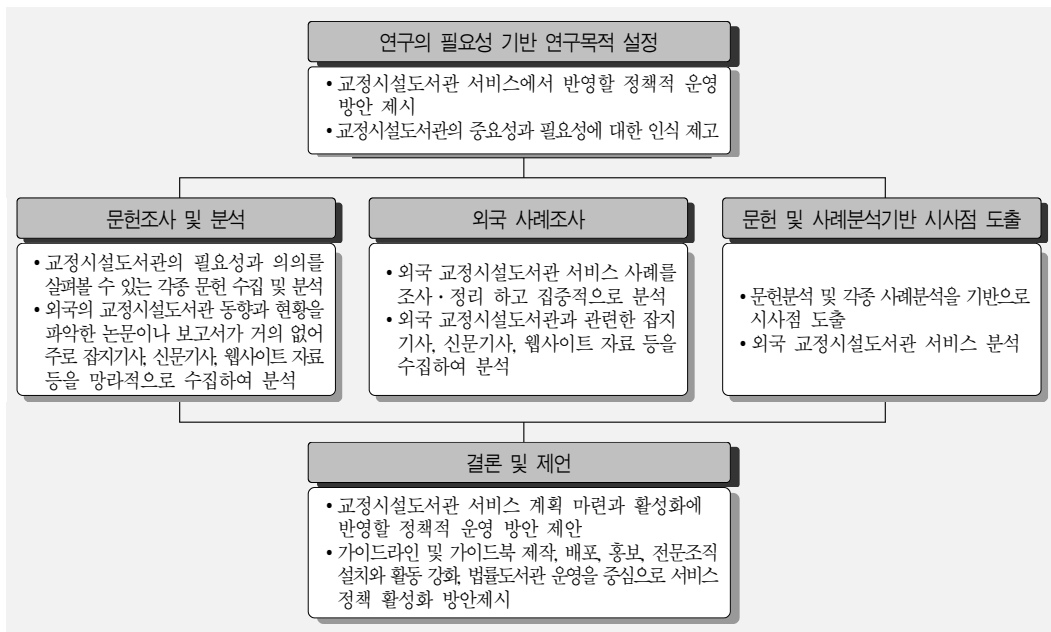 연구의 필요성 기반 연구목적 설정
• 교정시설도서관 서비스에서 반영할 정책적 운영
방안 제시
• 교정시설도서관의 중요성과 필요성에 대한 인식 제고
문헌조사 및 분석
• 교정시설도서관의 필요성과 의의를
살펴볼 수 있는 각종 문헌 수집 및 분석
• 외국의 교정시설도서관 동향과 현황을
파악한 논문이나 보고서가 거의 없어
주로 잡지기사, 신문기사, 웹사이트 자료
등을 망라적으로 수집하여 분석
외국 사례조사
• 외국 교정시설도서관 서비스 사례를
조사·정리 하고 집중적으로 분석
• 외국 교정시설도서관과 관련한 잡지
기사, 신문기사, 웹사이트 자료 등을
수집하여 분석
문헌 및 사례분석기반 시사점 도출
• 문헌분석 및 각종 사례분석을 기반으로
시사점 도출
• 외국 교정시설도서관 서비스 분석
결론 및 제언
• 교정시설도서관 서비스 계획 마련과 활성화에
반영할 정책적 운영 방안 제안
• 가이드라인 및 가이드북 제작, 배포, 홍보, 전문조직
설치와 활동 강화, 법률도서관 운영을 중심으로 서비스
정책 활성화 방안제시